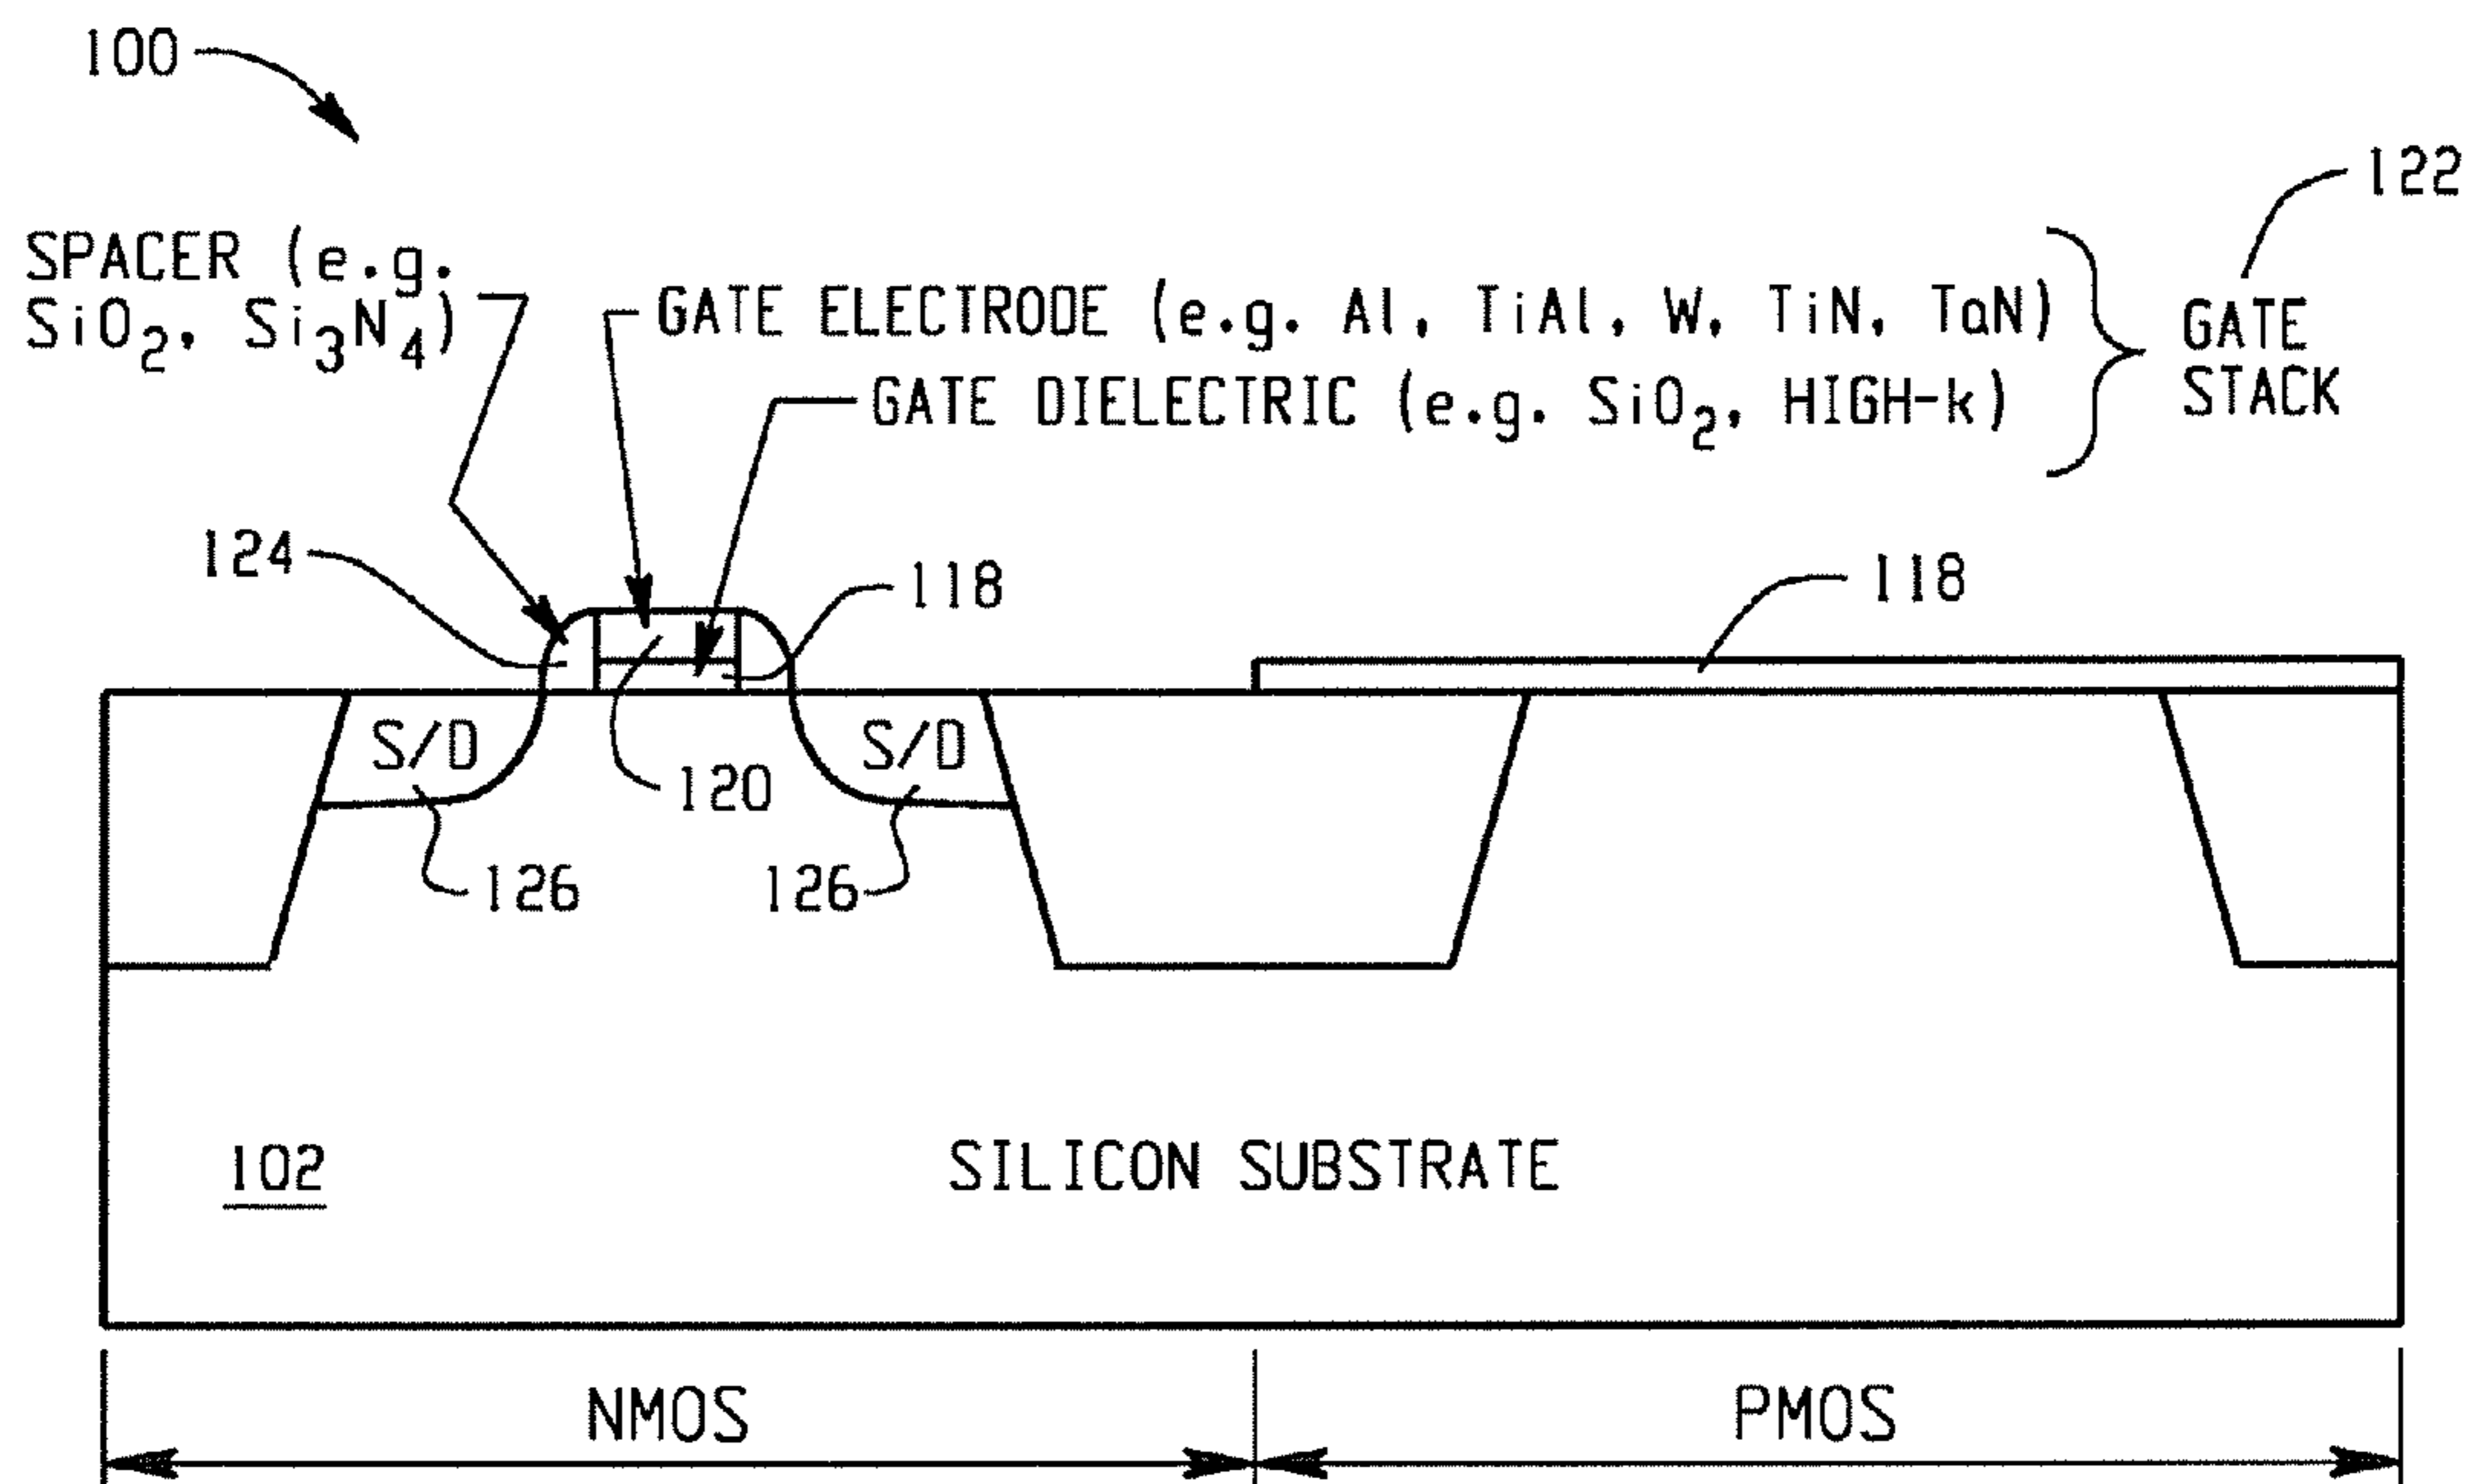 100
122
SPACER (e.g.
SiO₂, Si₃N₄)
GATE ELECTRODE (e.g. Al, TiAl, W, TiN, TaN)
GATE DIELECTRIC (e.g. SiO₂, HIGH-k)
GATE
STACK
124
118
118
S/D
S/D
120
126
126
102
SILICON SUBSTRATE
NMOS
PMOS